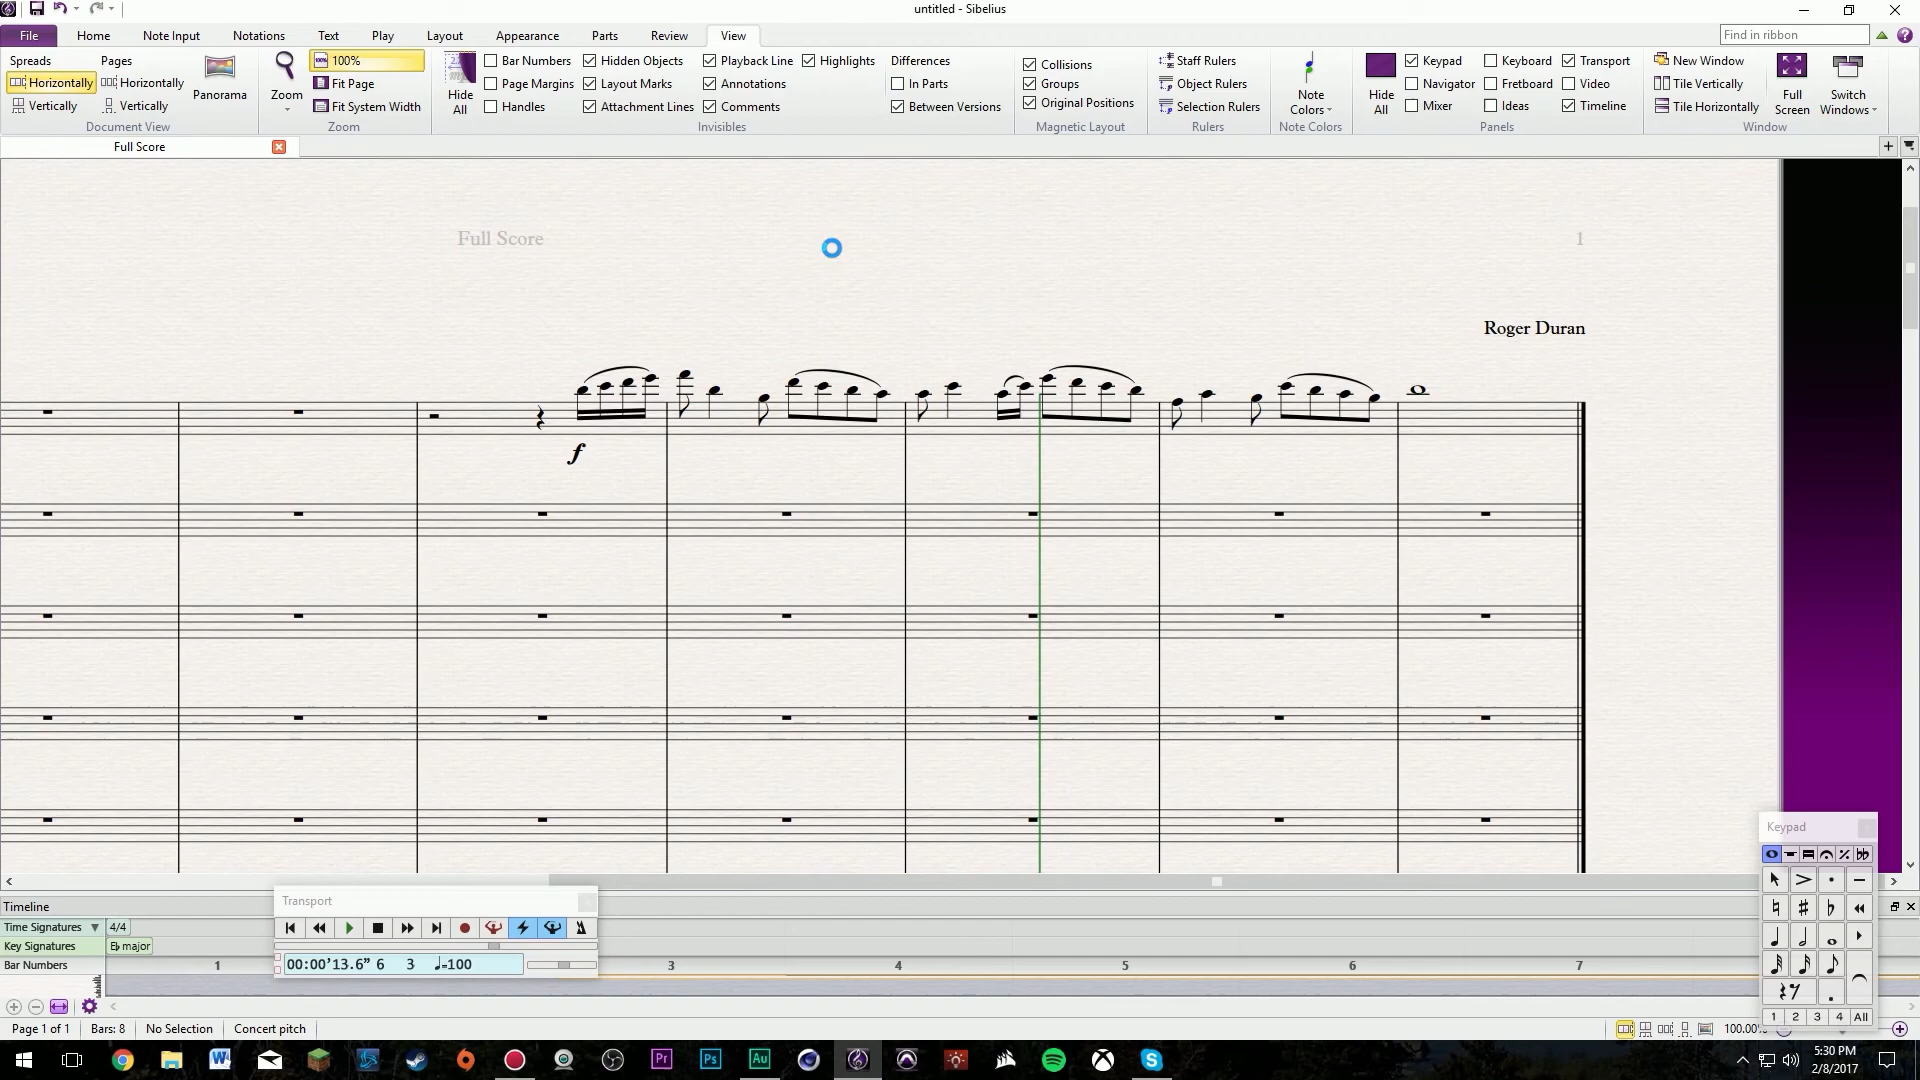 untitled - Sibelius
File Home Note Input Notations Text Play Layout Appearance Parts Review View Find in ribbon
Spreads Pages 100% Bar Numbers Hidden Objects Playback Line Highlights Differences Collisions Staff Rulers Keypad Keyboard Transport New Window
Horizontally Horizontally Panorama Zoom Fit Page Hide All Page Margins Layout Marks Annotations In Parts Groups Object Rulers Note Colors Hide All Navigator Fretboard Video Tile Vertically Full Screen Switch Windows
Vertically Vertically Fit System Width Handles Attachment Lines Comments Between Versions Original Positions Selection Rulers Mixer Ideas Timeline Tile Horizontally
Document View Zoom Invisibles Magnetic Layout Rulers Note Colors Panels Window
Full Score
Full Score 1
Roger Duran
f
Keypad
Transport
Timeline
Time Signatures 4/4
Key Signatures E♭ major
Bar Numbers 1 3 4 5 6 7
00:00'13.6" 6 3 ♩=100
1 2 3 4 All
Page 1 of 1 Bars: 8 No Selection Concert pitch 100.00%
5:30 PM
2/8/2017